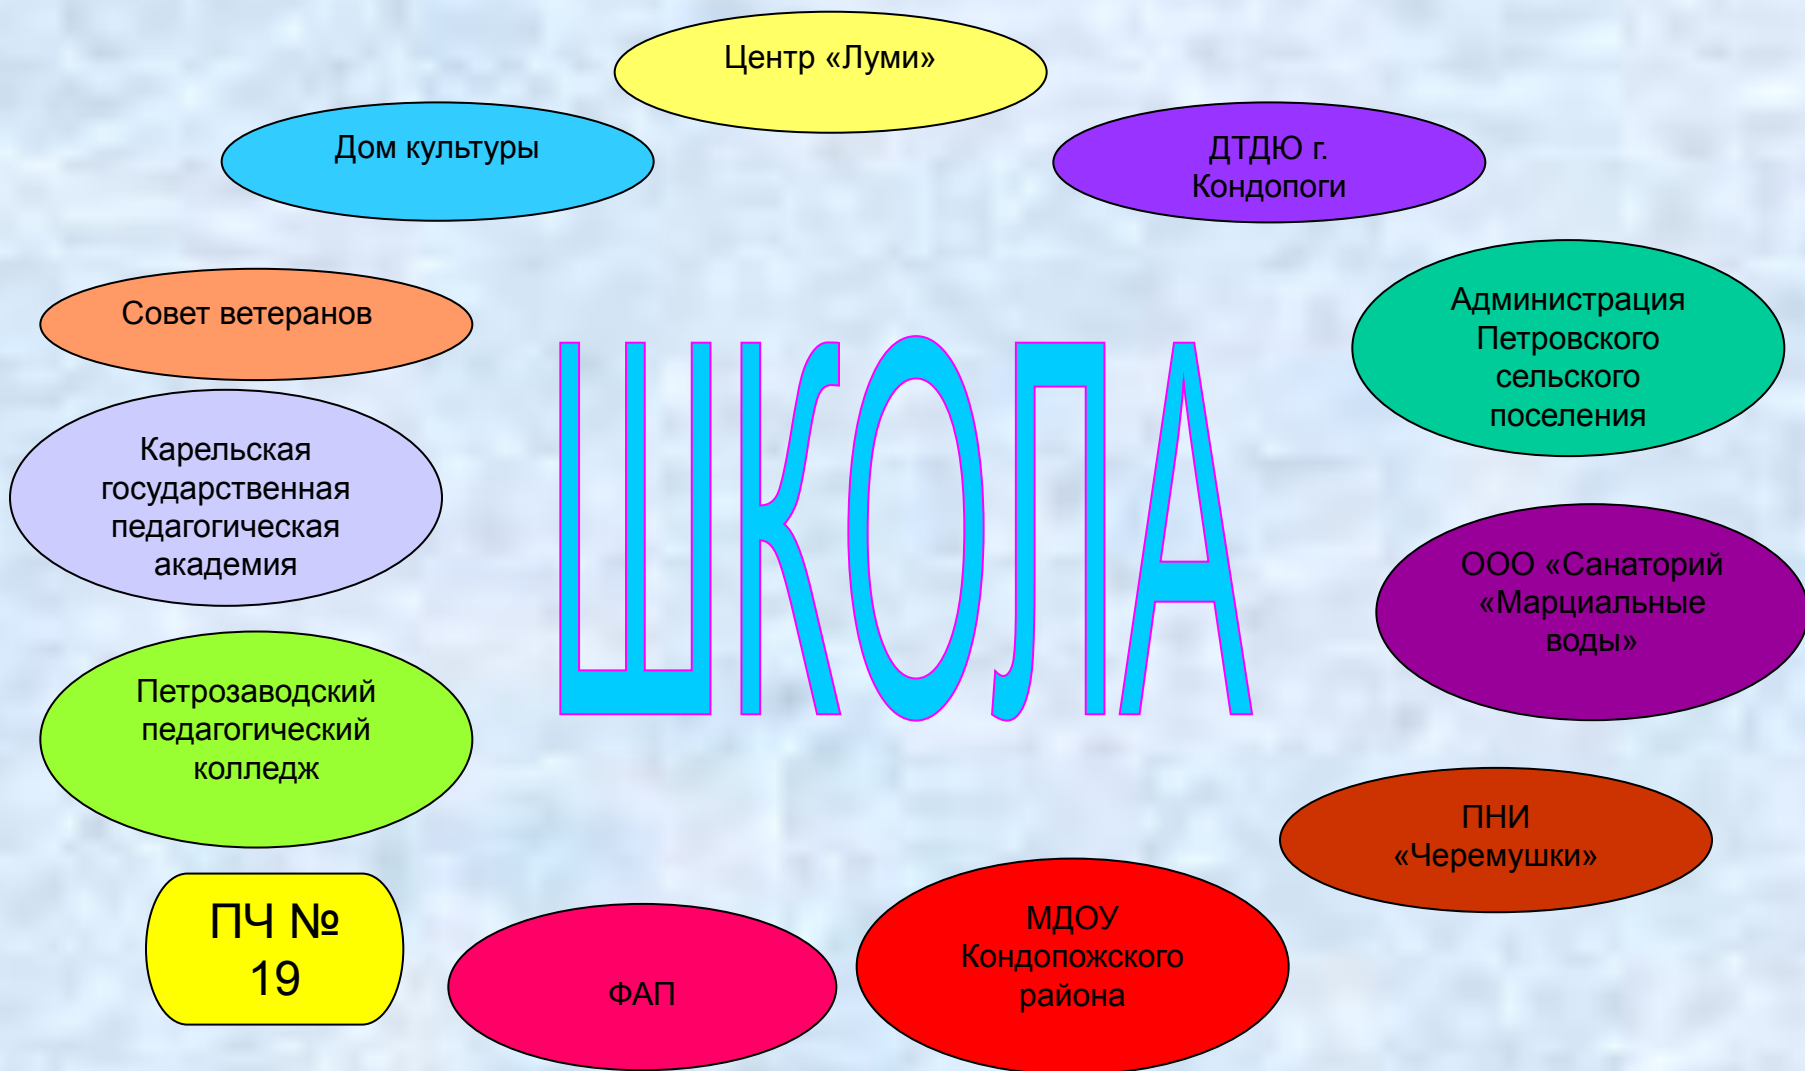 Центр «Луми»
Дом культуры
ДТДЮ г.
Кондопоги
Совет ветеранов
Администрация
Петровского
сельского
поселения
ШКОЛА
Карельская
государственная
педагогическая
академия
ООО «Санаторий
«Марциальные
воды»
Петрозаводский
педагогический
колледж
ПНИ
«Черемушки»
ПЧ №
19
ФАП
МДОУ
Кондопожского
района